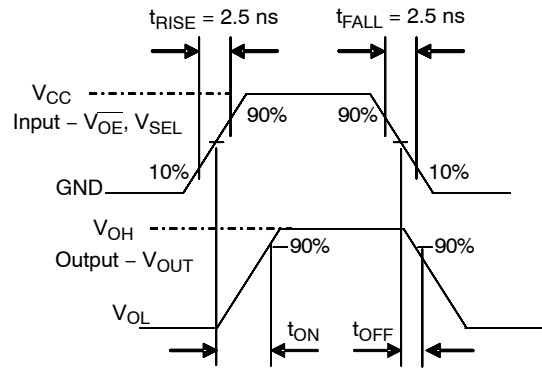 tRISE = 2.5 ns
tFALL = 2.5 ns
VCC
Input – VO̅E̅, VSEL
90%
90%
10%
10%
GND
VOH
Output – VOUT
90%
90%
VOL
tON
tOFF